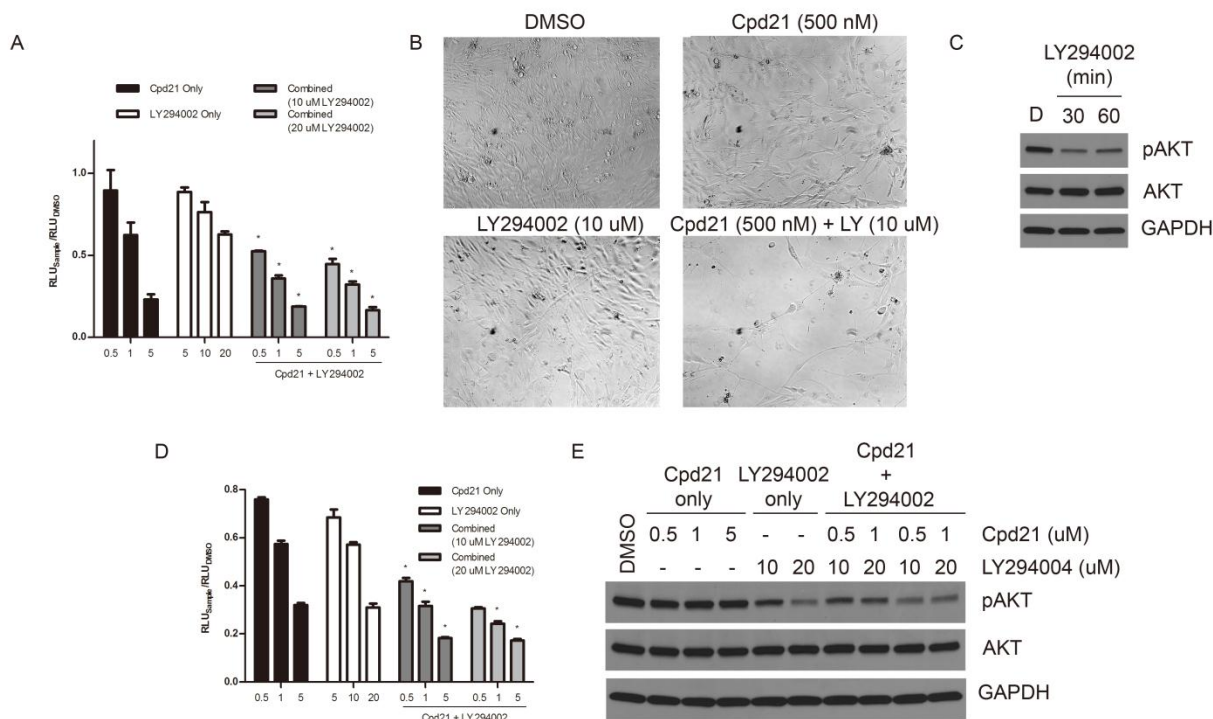 A
Cpd21 Only
LY294002 Only
Combined
(10 uM LY294002)
Combined
(20 uM LY294002)
RLUSample/RLUDMSO
1.0
0.5
0.0
0.5 1 5 5 10 20 0.5 1 5 0.5 1 5
* * * * * *
Cpd21 + LY294002
B
DMSO
Cpd21 (500 nM)
LY294002 (10 uM)
Cpd21 (500 nM) + LY (10 uM)
C
LY294002
(min)
D 30 60
pAKT
AKT
GAPDH
D
Cpd21 Only
LY294002 Only
Combined
(10 uM LY294002)
Combined
(20 uM LY294002)
RLUSample/RLUDMSO
0.8
0.6
0.4
0.2
0.0
0.5 1 5 5 10 20 0.5 1 5 0.5 1 5
* * * * *
Cpd21 + LY294002
E
DMSO
Cpd21
only
LY294002
only
Cpd21
+
LY294002
0.5 1 5 - - 0.5 1 0.5 1 Cpd21 (uM)
- - - 10 20 10 20 10 20 LY294004 (uM)
pAKT
AKT
GAPDH